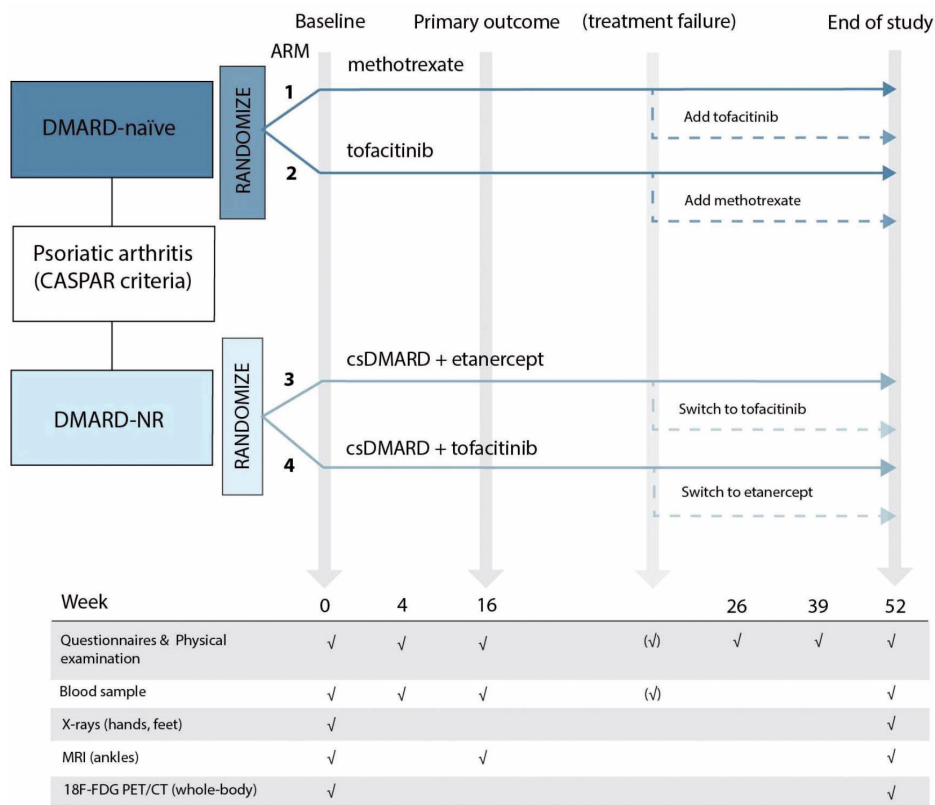 Baseline
Primary outcome
(treatment failure)
End of study
ARM
methotrexate
1
DMARD-naïve
RANDOMIZE
Add tofacitinib
tofacitinib
2
Add methotrexate
Psoriatic arthritis
(CASPAR criteria)
csDMARD + etanercept
3
DMARD-NR
RANDOMIZE
Switch to tofacitinib
csDMARD + tofacitinib
4
Switch to etanercept
Week 0 4 16 26 39 52
Questionnaires & Physical
examination √ √ √ (√) √ √ √
Blood sample √ √ √ (√) √
X-rays (hands, feet) √ √
MRI (ankles) √ √ √
18F-FDG PET/CT (whole-body) √ √